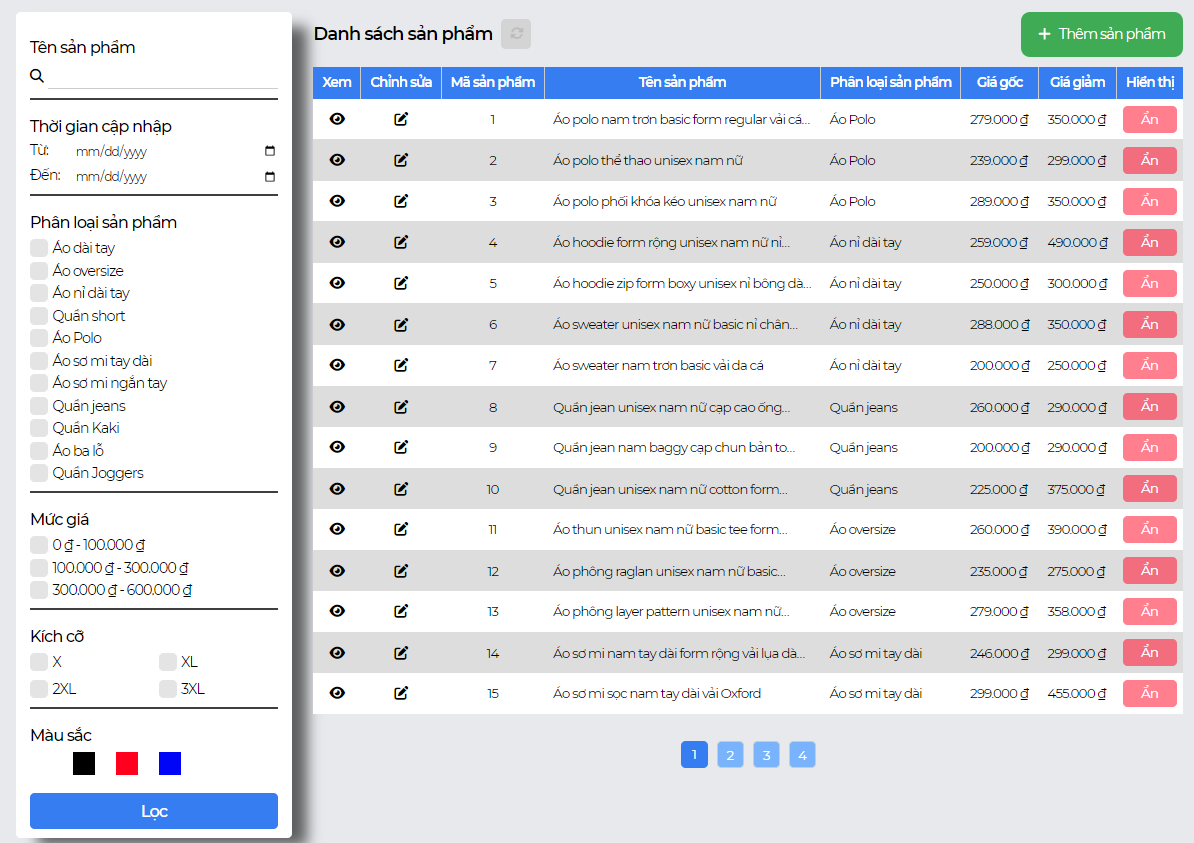 Tên sản phẩm
Thời gian cập nhập
Từ: mm/dd/yyyy
Đến: mm/dd/yyyy
Phân loại sản phẩm
Áo dài tay
Áo oversize
Áo nỉ dài tay
Quần short
Áo Polo
Áo sơ mi tay dài
Áo sơ mi ngắn tay
Quần jeans
Quần Kaki
Áo ba lỗ
Quần Joggers
Mức giá
0 ₫ - 100.000 ₫
100.000 ₫ - 300.000 ₫
300.000 ₫ - 600.000 ₫
Kích cỡ
X XL
2XL 3XL
Màu sắc
Lọc
Danh sách sản phẩm
+ Thêm sản phẩm
Xem Chỉnh sửa Mã sản phẩm Tên sản phẩm Phân loại sản phẩm Giá gốc Giá giảm Hiển thị
1 Áo polo nam trơn basic form regular vải cá... Áo Polo 279.000 ₫ 350.000 ₫ Ẩn
2 Áo polo thể thao unisex nam nữ Áo Polo 239.000 ₫ 299.000 ₫ Ẩn
3 Áo polo phối khóa kéo unisex nam nữ Áo Polo 289.000 ₫ 350.000 ₫ Ẩn
4 Áo hoodie form rộng unisex nam nữ nỉ... Áo nỉ dài tay 259.000 ₫ 490.000 ₫ Ẩn
5 Áo hoodie zip form boxy unisex nỉ bông dà... Áo nỉ dài tay 250.000 ₫ 300.000 ₫ Ẩn
6 Áo sweater unisex nam nữ basic nỉ chân... Áo nỉ dài tay 288.000 ₫ 350.000 ₫ Ẩn
7 Áo sweater nam trơn basic vải da cá Áo nỉ dài tay 200.000 ₫ 250.000 ₫ Ẩn
8 Quần jean unisex nam nữ cạp cao ống... Quần jeans 260.000 ₫ 290.000 ₫ Ẩn
9 Quần jean nam baggy cạp chun bản to... Quần jeans 200.000 ₫ 290.000 ₫ Ẩn
10 Quần jean unisex nam nữ cotton form... Quần jeans 225.000 ₫ 375.000 ₫ Ẩn
11 Áo thun unisex nam nữ basic tee form... Áo oversize 260.000 ₫ 390.000 ₫ Ẩn
12 Áo phông raglan unisex nam nữ basic... Áo oversize 235.000 ₫ 275.000 ₫ Ẩn
13 Áo phông layer pattern unisex nam nữ... Áo oversize 279.000 ₫ 358.000 ₫ Ẩn
14 Áo sơ mi nam tay dài form rộng vải lụa dà... Áo sơ mi tay dài 246.000 ₫ 299.000 ₫ Ẩn
15 Áo sơ mi sọc nam tay dài vải Oxford Áo sơ mi tay dài 299.000 ₫ 455.000 ₫ Ẩn
1 2 3 4